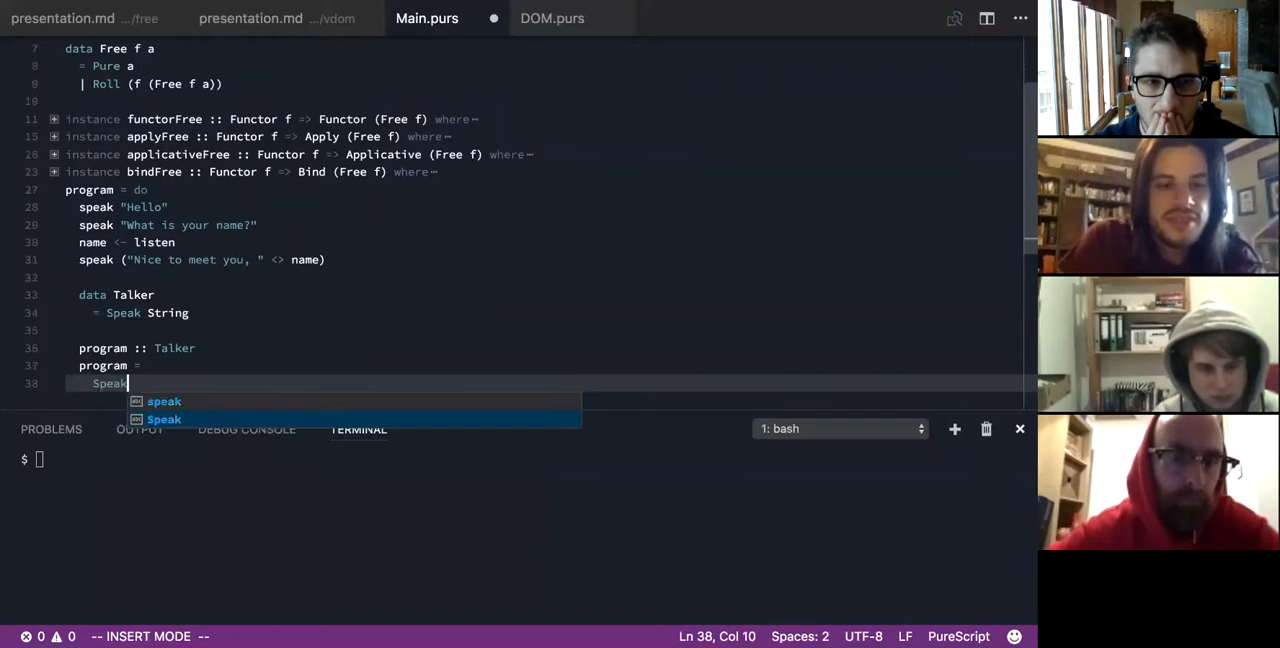 presentation.md .../free presentation.md .../vdom Main.purs DOM.purs
7 data Free f a
8 = Pure a
9 | Roll (f (Free f a))
10
11 instance functorFree :: Functor f => Functor (Free f) where…
15 instance applyFree :: Functor f => Apply (Free f) where…
20 instance applicativeFree :: Functor f => Applicative (Free f) where…
23 instance bindFree :: Functor f => Bind (Free f) where…
27 program = do
28 speak "Hello"
29 speak "What is your name?"
30 name <- listen
31 speak ("Nice to meet you, " <> name)
32
33 data Talker
34 = Speak String
35
36 program :: Talker
37 program =
38 Speak
speak
Speak
PROBLEMS OUTPUT DEBUG CONSOLE TERMINAL 1: bash
$
0 0 -- INSERT MODE -- Ln 38, Col 10 Spaces: 2 UTF-8 LF PureScript